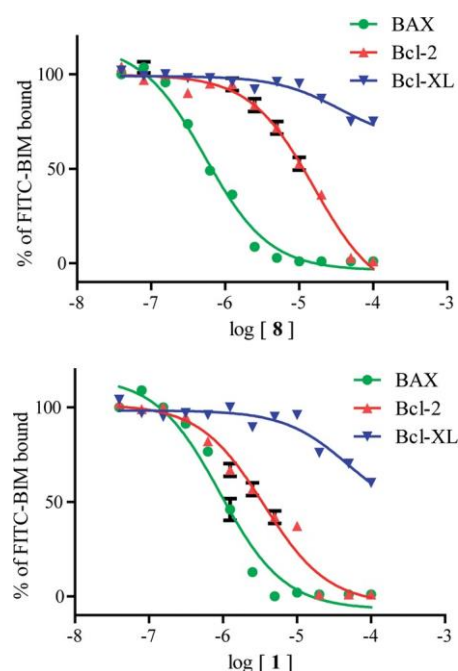 % of FITC-BIM bound
100
50
0
-8
-7
-6
-5
-4
-3
log [ 8 ]
BAX
Bcl-2
Bcl-XL
% of FITC-BIM bound
100
50
0
-8
-7
-6
-5
-4
-3
log [ 1 ]
BAX
Bcl-2
Bcl-XL